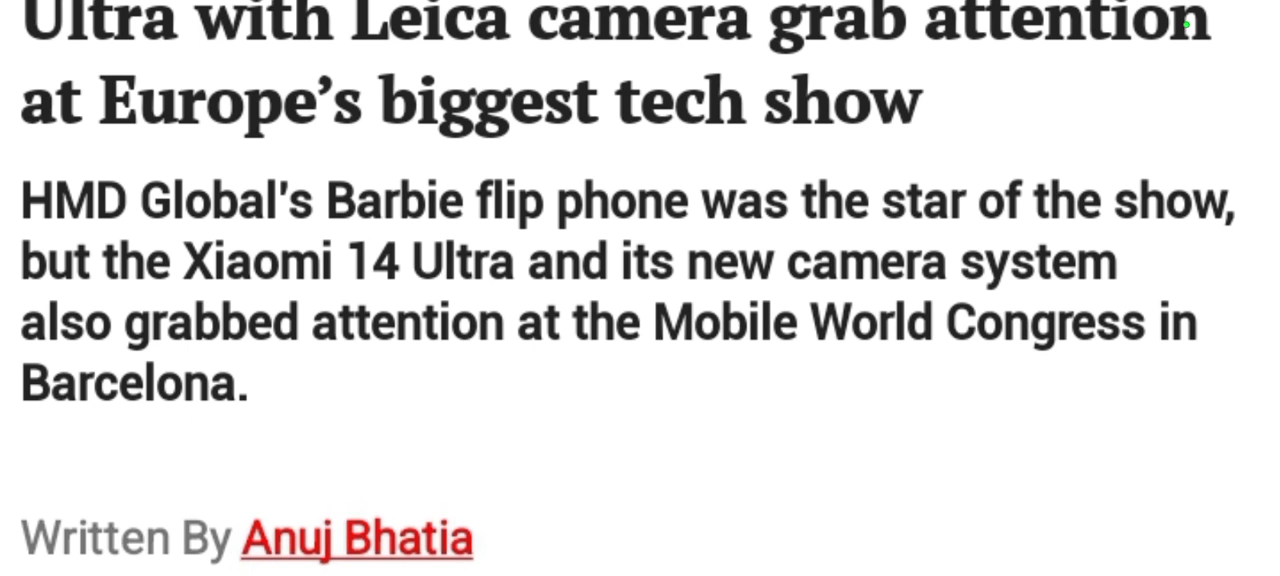 Ultra with Leica camera grab attention
at Europe’s biggest tech show
HMD Global's Barbie flip phone was the star of the show,
but the Xiaomi 14 Ultra and its new camera system
also grabbed attention at the Mobile World Congress in
Barcelona.
Written By Anuj Bhatia